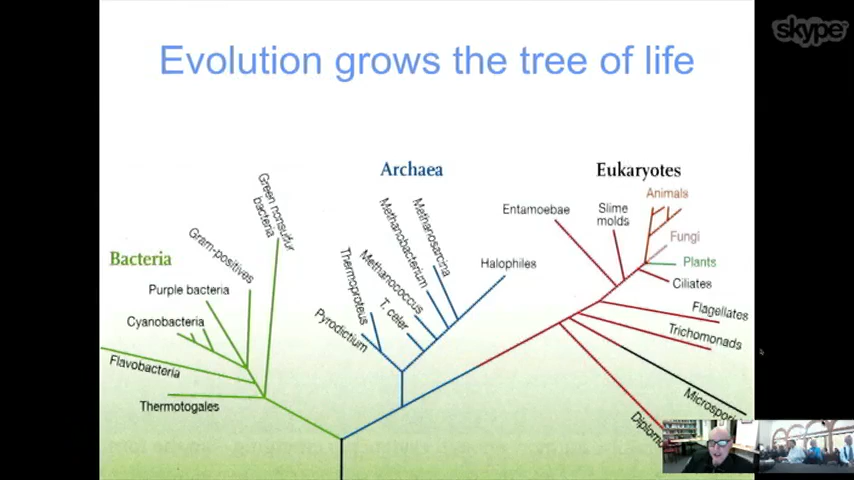 skype
Evolution grows the tree of life
Bacteria
Green nonsulfur
bacteria
Gram-positives
Purple bacteria
Cyanobacteria
Flavobacteria
Thermotogales
Archaea
Methanosarcina
Methanobacterium
Methanococcus
Thermoproteus
T. celer
Pyrodictium
Halophiles
Eukaryotes
Animals
Entamoebae
Slime
molds
Fungi
Plants
Ciliates
Flagellates
Trichomonads